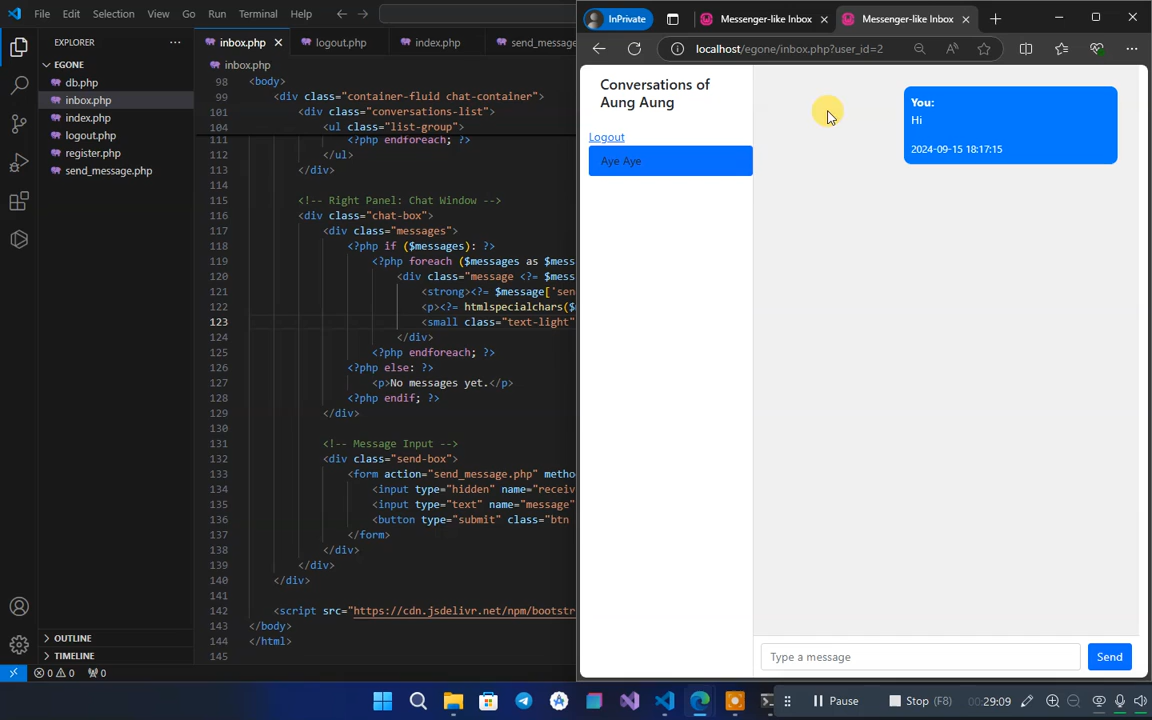 File Edit Selection View Go Run Terminal Help
EXPLORER
EGONE
db.php
inbox.php
index.php
logout.php
register.php
send_message.php
OUTLINE
TIMELINE
0 0 0
inbox.php logout.php index.php send_message
inbox.php
98 <body>
99 <div class="container-fluid chat-container">
101 <div class="conversations-list">
104 <ul class="list-group">
111 <?php endforeach; ?>
112 </ul>
113 </div>
114
115 <!-- Right Panel: Chat Window -->
116 <div class="chat-box">
117 <div class="messages">
118 <?php if ($messages): ?>
119 <?php foreach ($messages as $mess
120 <div class="message <?= $mess
121 <strong><?= $message['sen
122 <p><?= htmlspecialchars($
123 <small class="text-light"
124 </div>
125 <?php endforeach; ?>
126 <?php else: ?>
127 <p>No messages yet.</p>
128 <?php endif; ?>
129 </div>
130
131 <!-- Message Input -->
132 <div class="send-box">
133 <form action="send_message.php" metho
134 <input type="hidden" name="receiv
135 <input type="text" name="message"
136 <button type="submit" class="btn
137 </form>
138 </div>
139 </div>
140 </div>
141
142 <script src="https://cdn.jsdelivr.net/npm/bootstr
143 </body>
144 </html>
145
InPrivate
Messenger-like Inbox
Messenger-like Inbox
localhost/egone/inbox.php?user_id=2
Conversations of
Aung Aung
Logout
Aye Aye
You:
Hi
2024-09-15 18:17:15
Type a message
Send
Pause
Stop (F8)
00:29:09